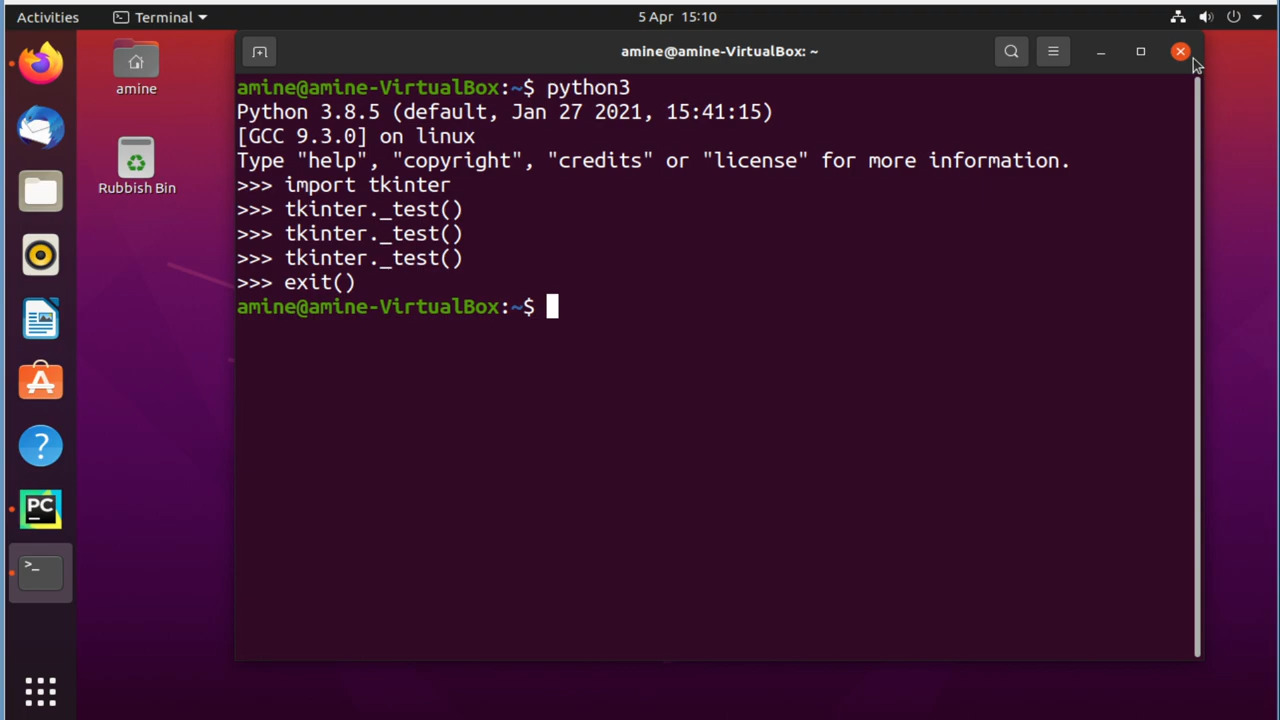 Activities
Terminal
5 Apr 15:10
amine@amine-VirtualBox: ~
amine
Rubbish Bin
amine@amine-VirtualBox:~$ python3
Python 3.8.5 (default, Jan 27 2021, 15:41:15)
[GCC 9.3.0] on linux
Type "help", "copyright", "credits" or "license" for more information.
>>> import tkinter
>>> tkinter._test()
>>> tkinter._test()
>>> tkinter._test()
>>> exit()
amine@amine-VirtualBox:~$
PC
>_